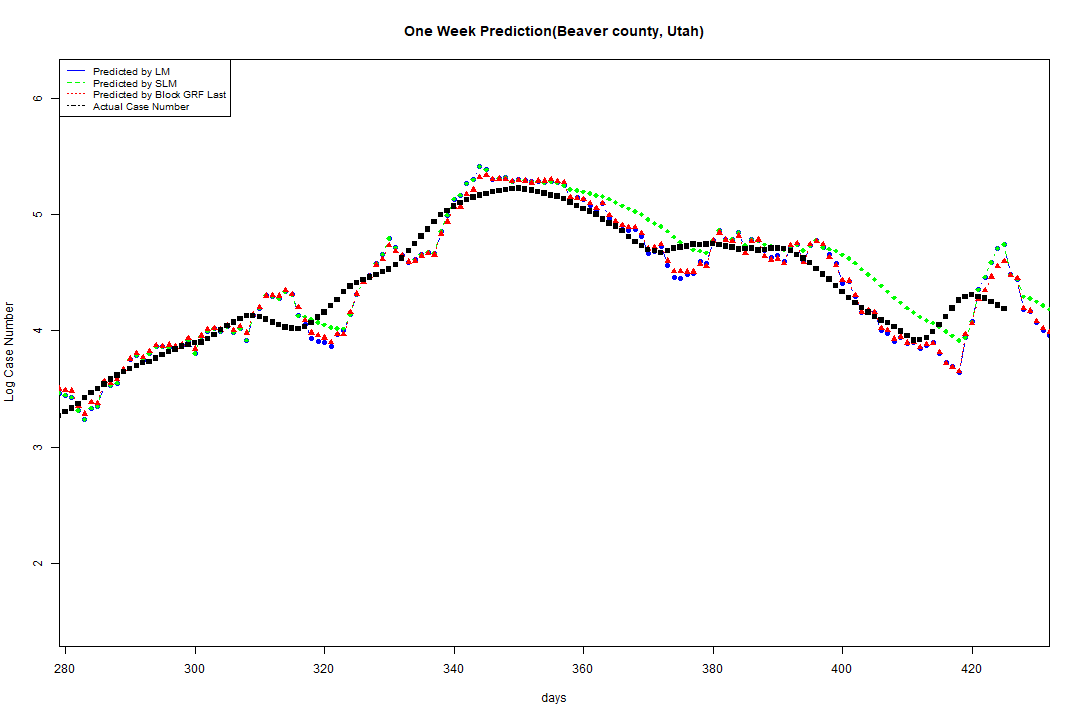 One Week Prediction(Beaver county, Utah)
Predicted by LM
Predicted by SLM
Predicted by Block GRF Last
Actual Case Number
6
5
4
3
2
Log Case Number
280 300 320 340 360 380 400 420
days